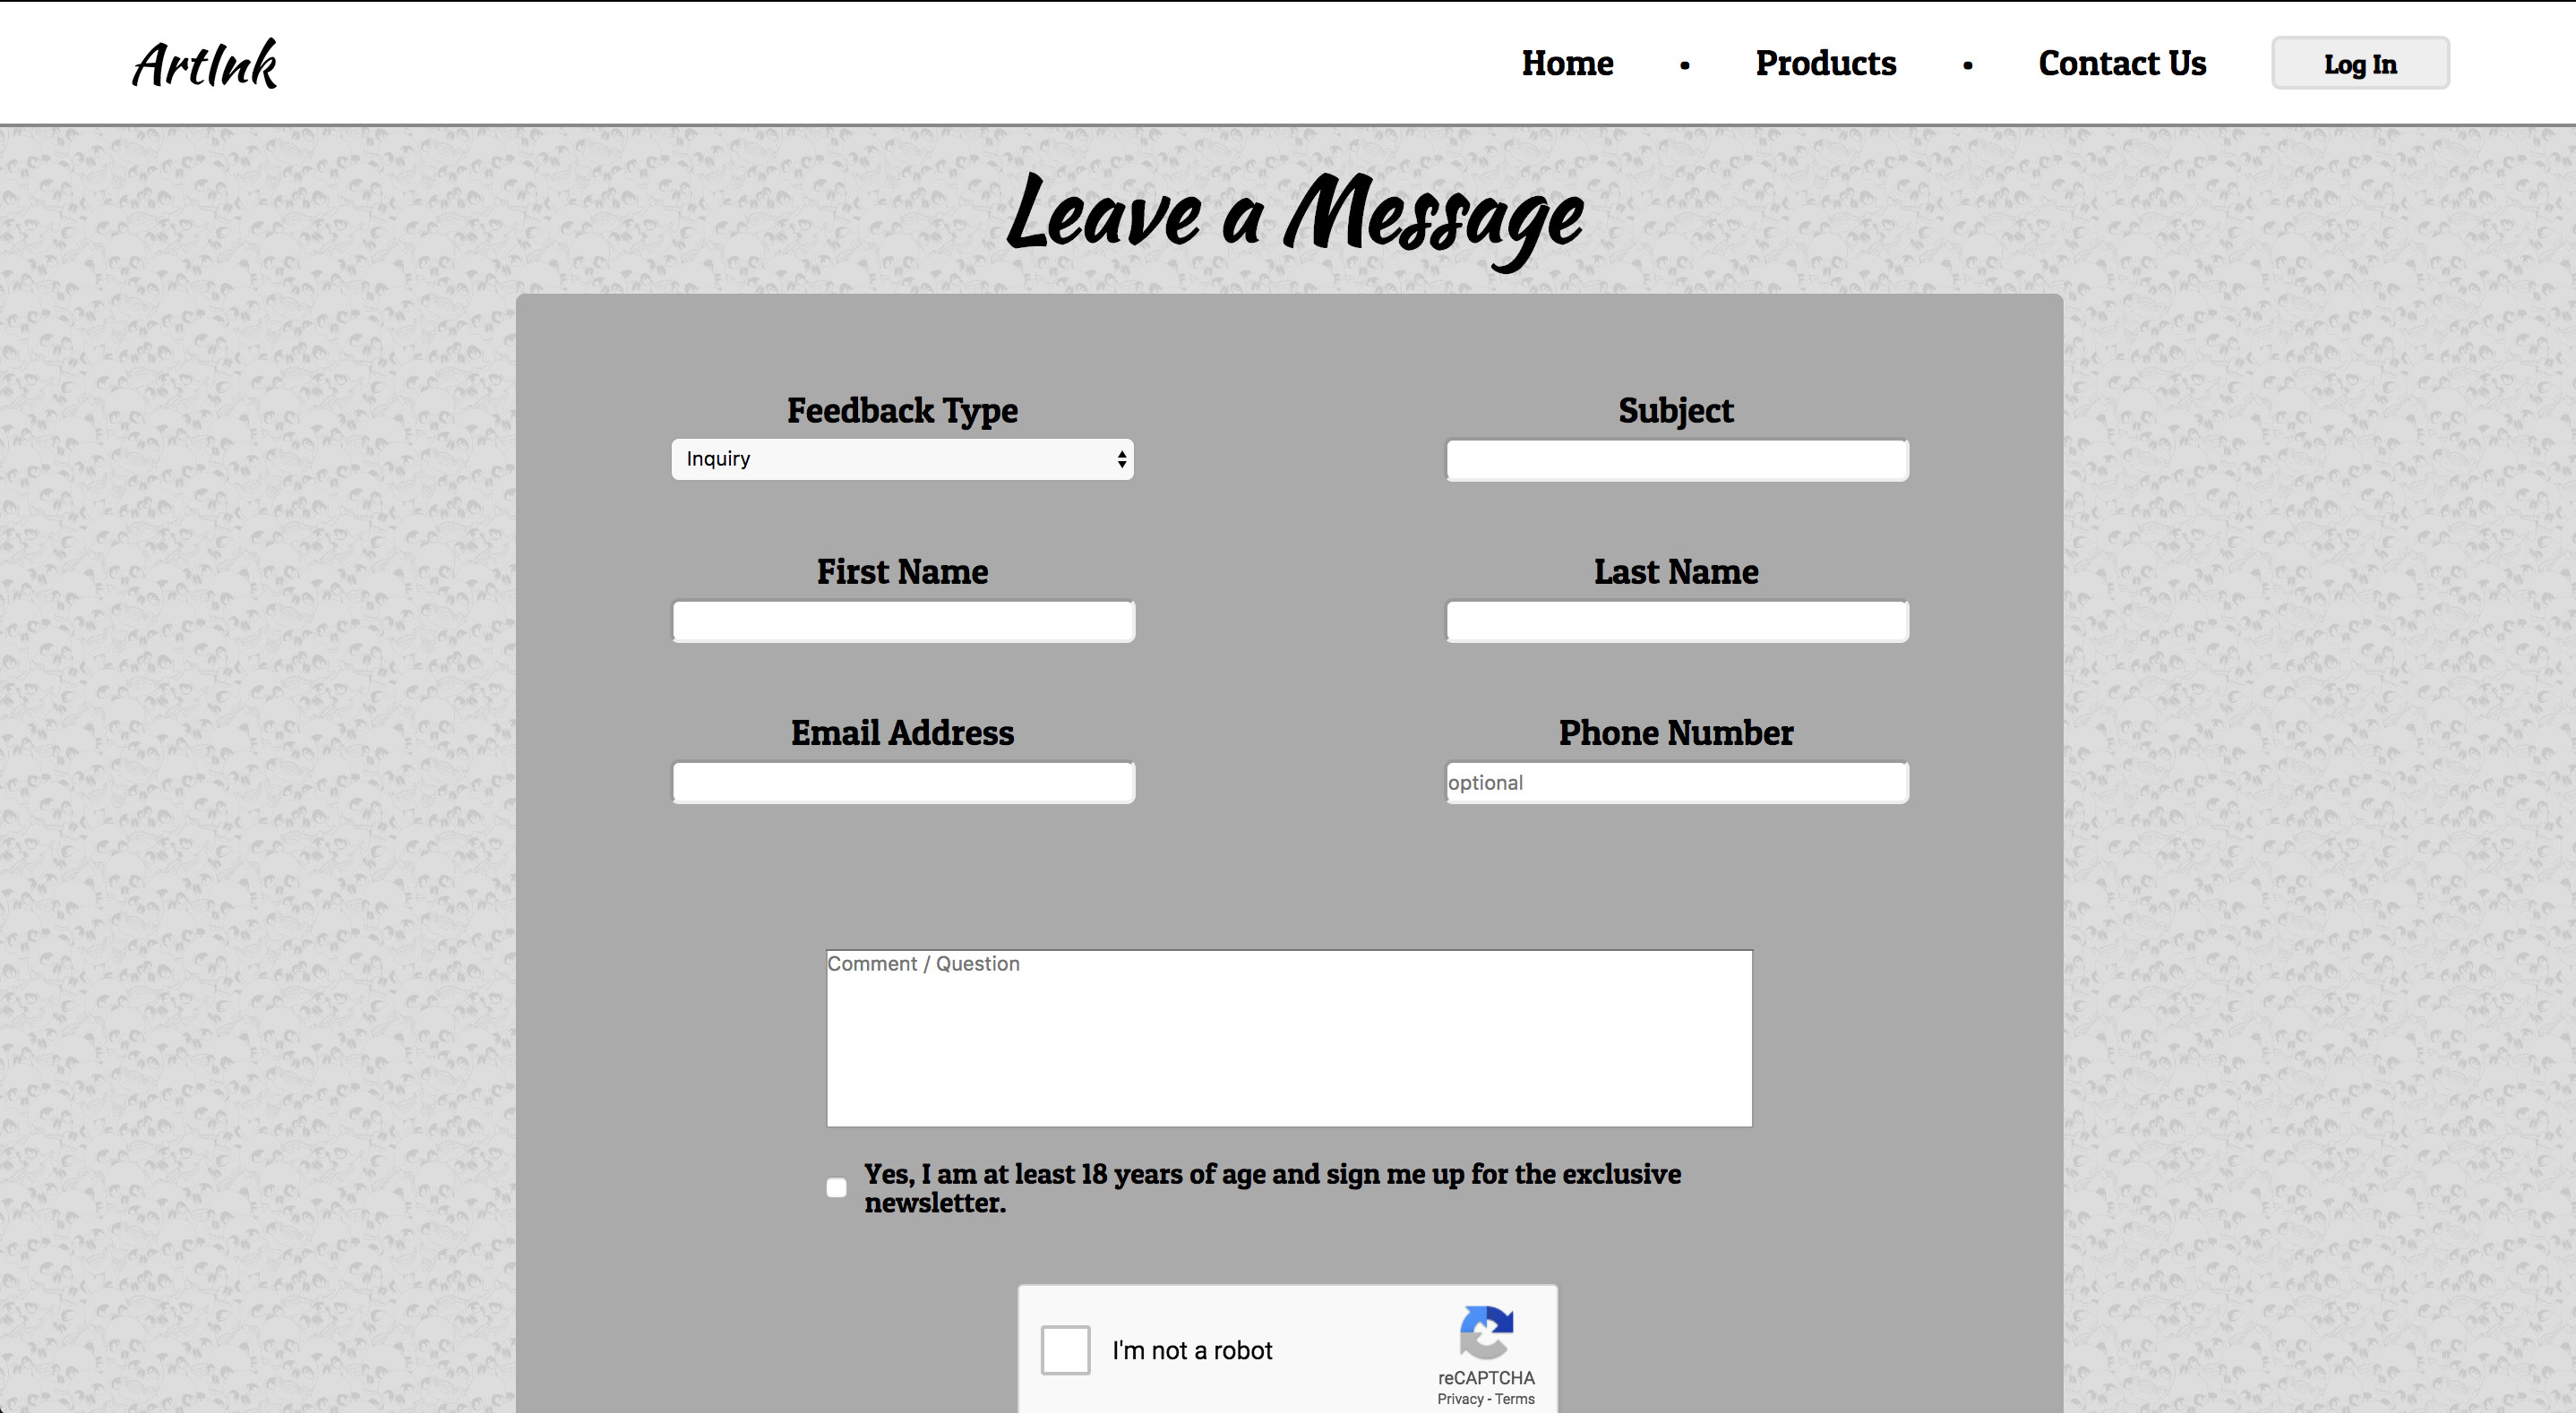 ArtInk
Home • Products • Contact Us Log In
Leave a Message
Feedback Type
Subject
Inquiry
First Name
Last Name
Email Address
Phone Number
optional
Comment / Question
Yes, I am at least 18 years of age and sign me up for the exclusive
newsletter.
I'm not a robot
reCAPTCHA
Privacy - Terms